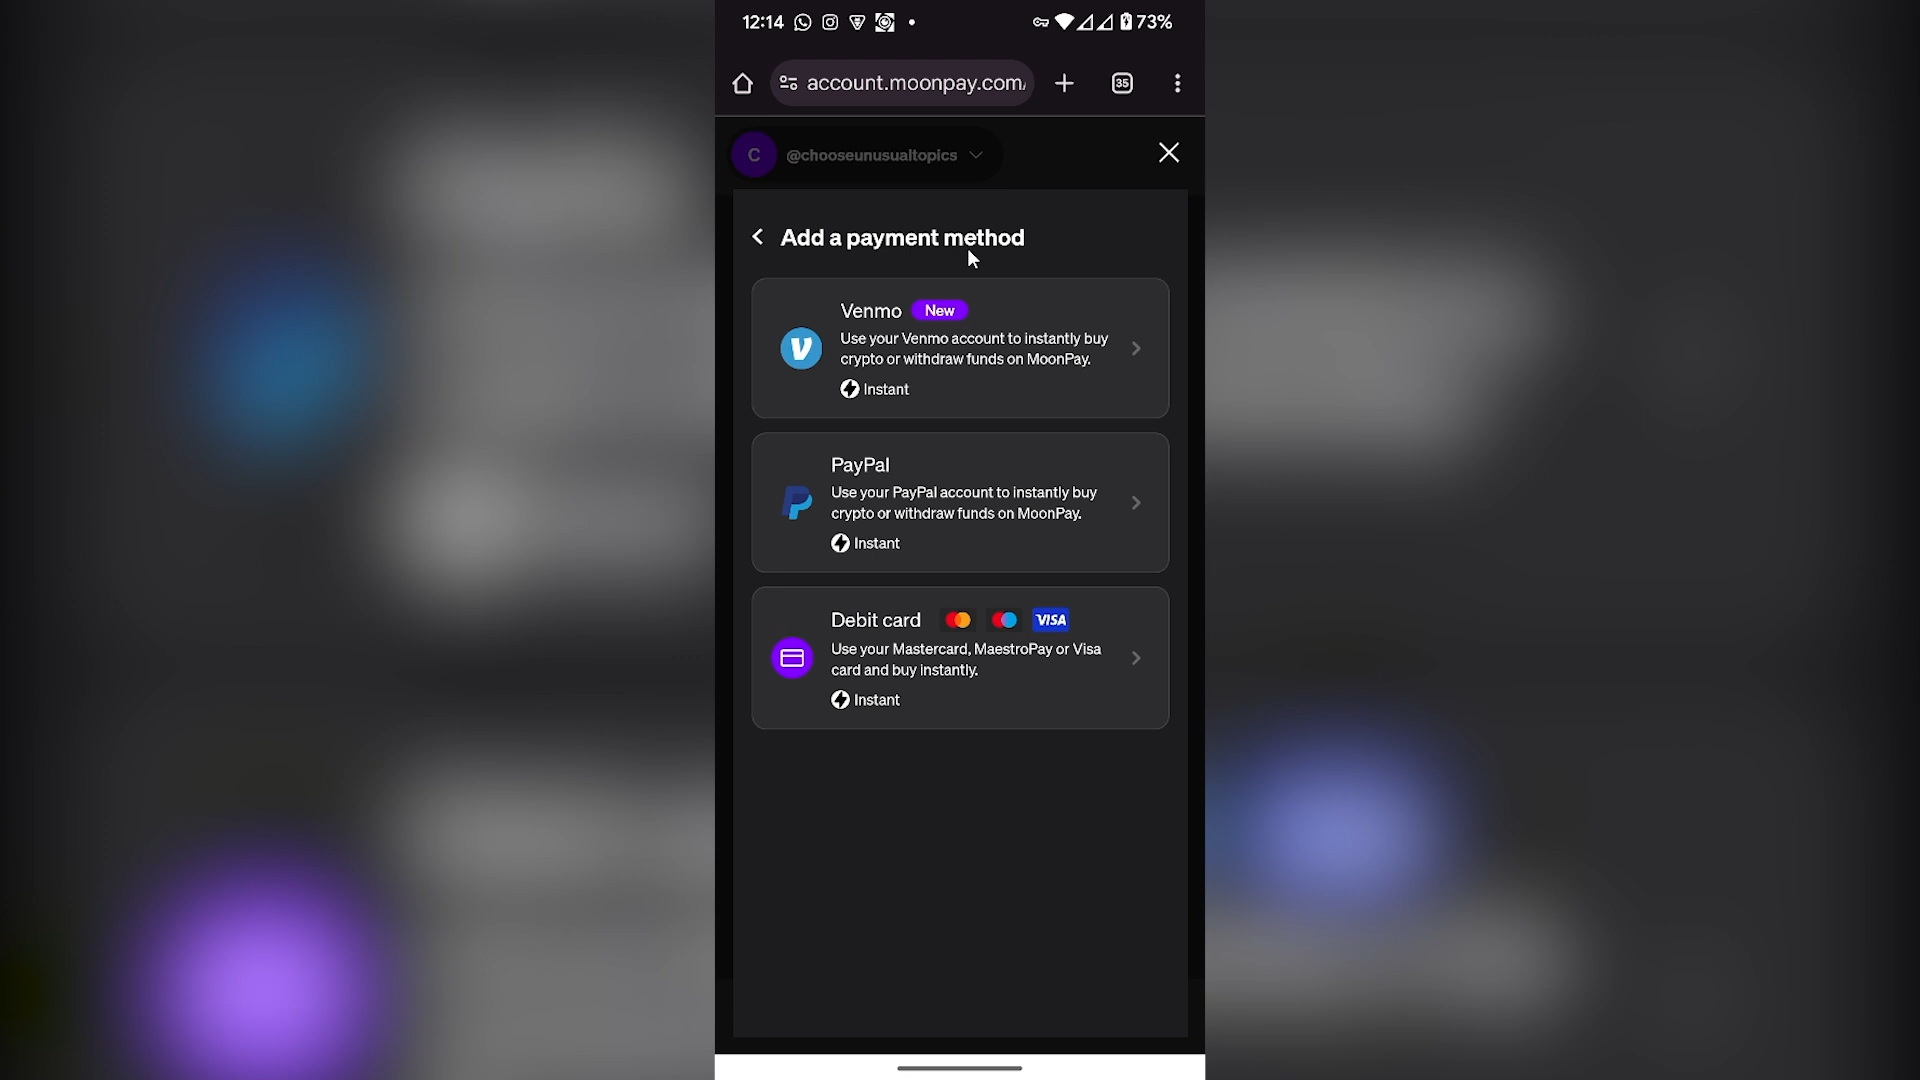 12:14 73%
account.moonpay.com/ 35
C @chooseunusualtopics
Add a payment method
Venmo New
Use your Venmo account to instantly buy
crypto or withdraw funds on MoonPay.
Instant
PayPal
Use your PayPal account to instantly buy
crypto or withdraw funds on MoonPay.
Instant
Debit card VISA
Use your Mastercard, MaestroPay or Visa
card and buy instantly.
Instant